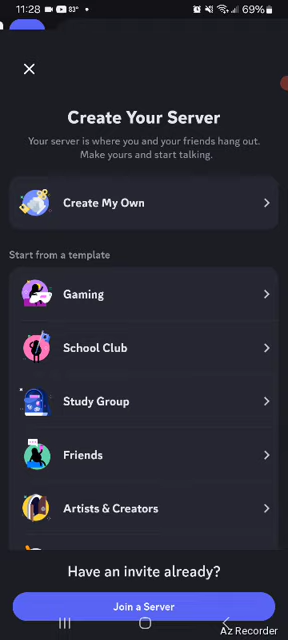 11:28 83° 69%
Create Your Server
Your server is where you and your friends hang out.
Make yours and start talking.
Create My Own
Start from a template
Gaming
School Club
Study Group
Friends
Artists & Creators
Have an invite already?
Join a Server
Az Recorder